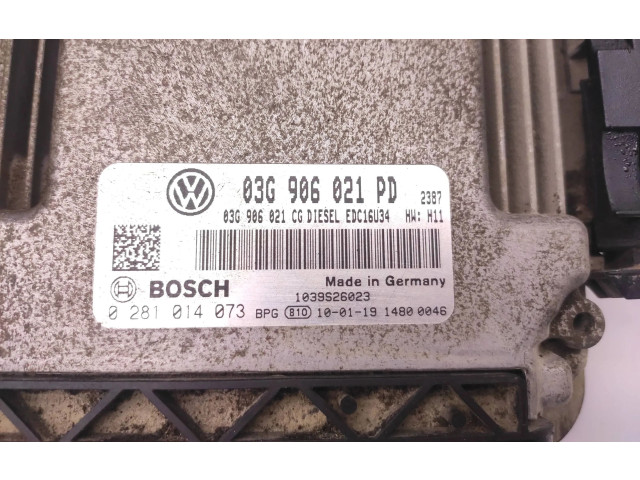 03G 906 021 PD 2387
03G 906 021 CG DIESEL EDC16U34 HW: H11
Made in Germany
BOSCH 1039S26023
0 281 014 073 BPG 810 10-01-19 1480 0046